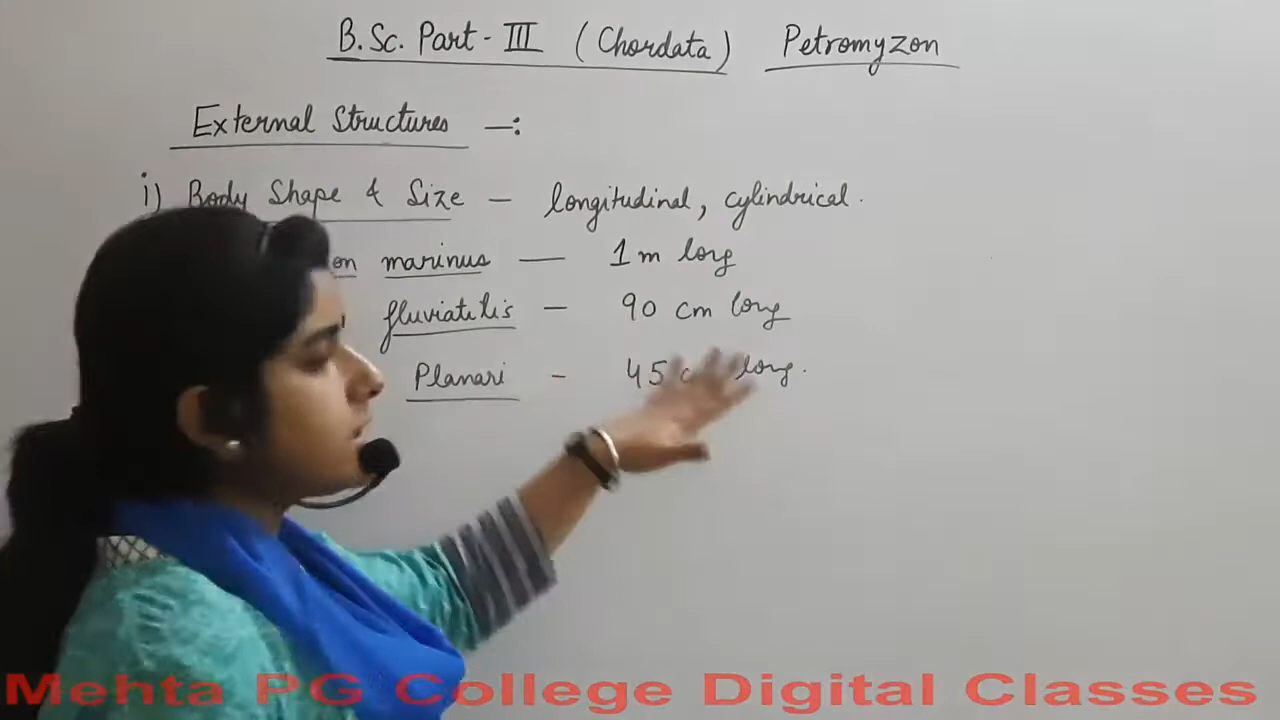 B.Sc. Part - III (Chordata) Petromyzon
External Structures —:
i) Body Shape & Size - longitudinal, cylindrical.
on marinus — 1 m long
fluviatilis - 90 cm long
Planari - 45 long.
Mehta PG College Digital Classes